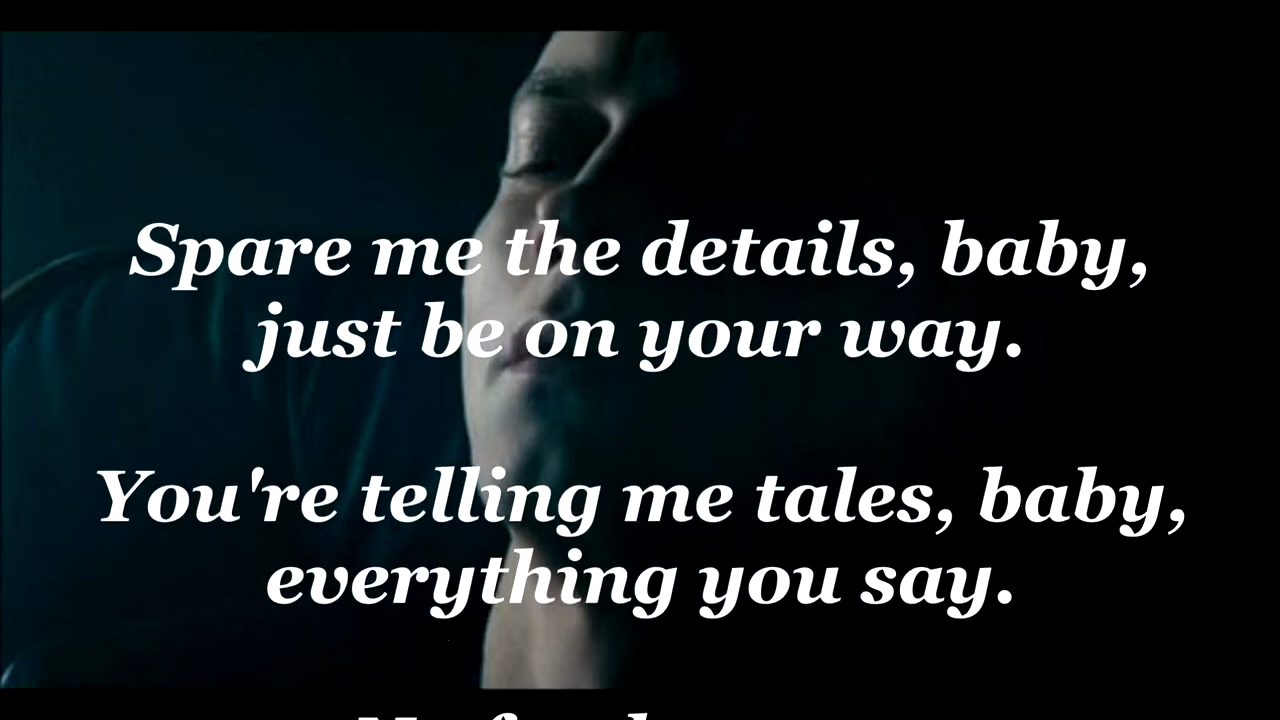 Spare me the details, baby,
just be on your way.
You're telling me tales, baby,
everything you say.